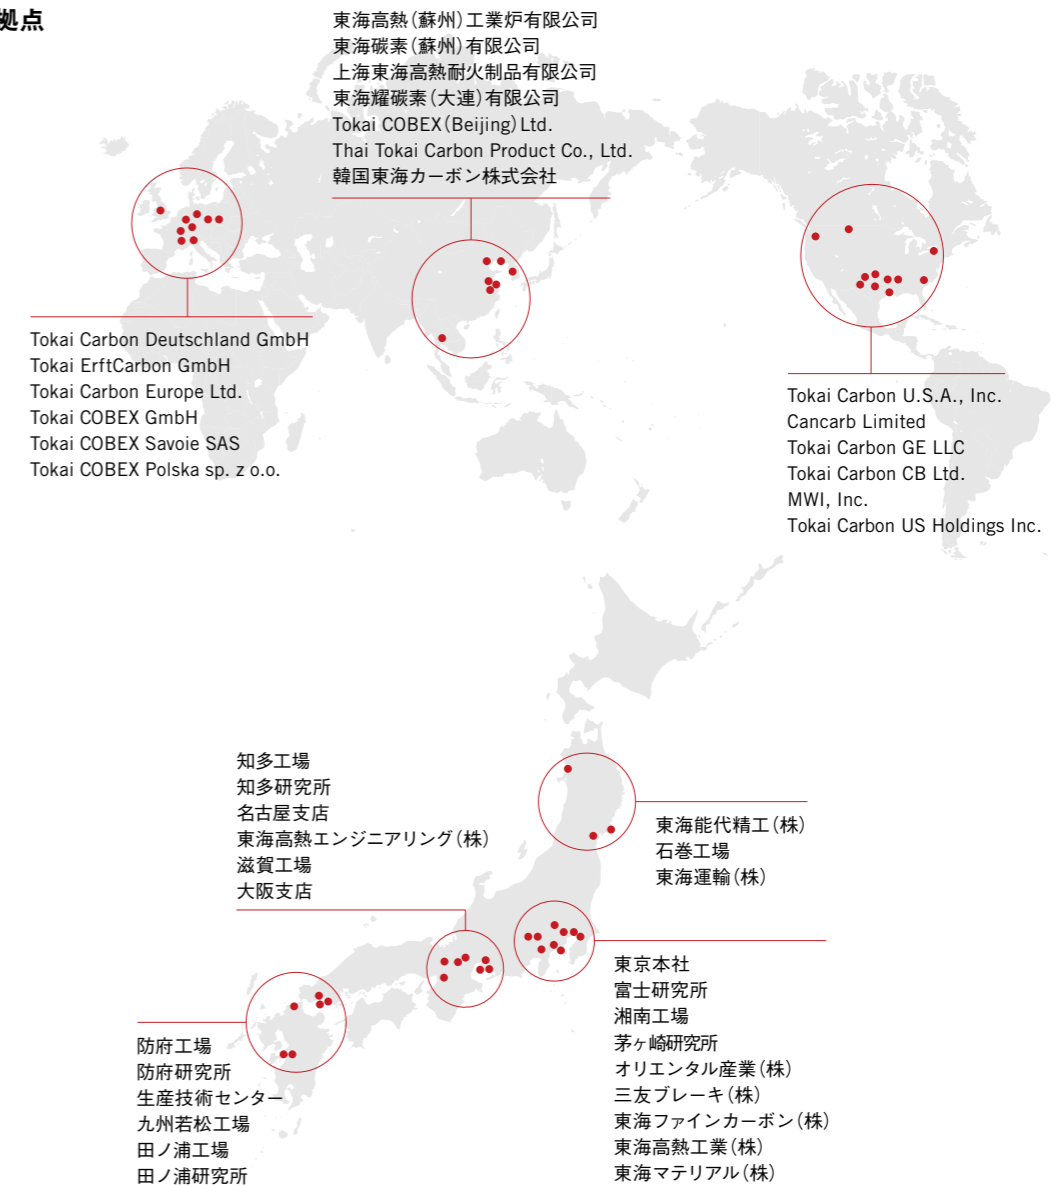 拠点
東海高熱（蘇州）工業炉有限公司
東海碳素（蘇州）有限公司
上海東海高熱耐火制品有限公司
東海耀碳素（大連）有限公司
Tokai COBEX（Beijing）Ltd.
Thai Tokai Carbon Product Co., Ltd.
韓国東海カーボン株式会社
Tokai Carbon Deutschland GmbH
Tokai ErftCarbon GmbH
Tokai Carbon Europe Ltd.
Tokai COBEX GmbH
Tokai COBEX Savoie SAS
Tokai COBEX Polska sp. z o.o.
Tokai Carbon U.S.A., Inc.
Cancarb Limited
Tokai Carbon GE LLC
Tokai Carbon CB Ltd.
MWI, Inc.
Tokai Carbon US Holdings Inc.
知多工場
知多研究所
名古屋支店
東海高熱エンジニアリング（株）
滋賀工場
大阪支店
東海能代精工（株）
石巻工場
東海運輸（株）
東京本社
富士研究所
湘南工場
茅ヶ崎研究所
オリエンタル産業（株）
三友ブレーキ（株）
東海ファインカーボン（株）
東海高熱工業（株）
東海マテリアル（株）
防府工場
防府研究所
生産技術センター
九州若松工場
田ノ浦工場
田ノ浦研究所